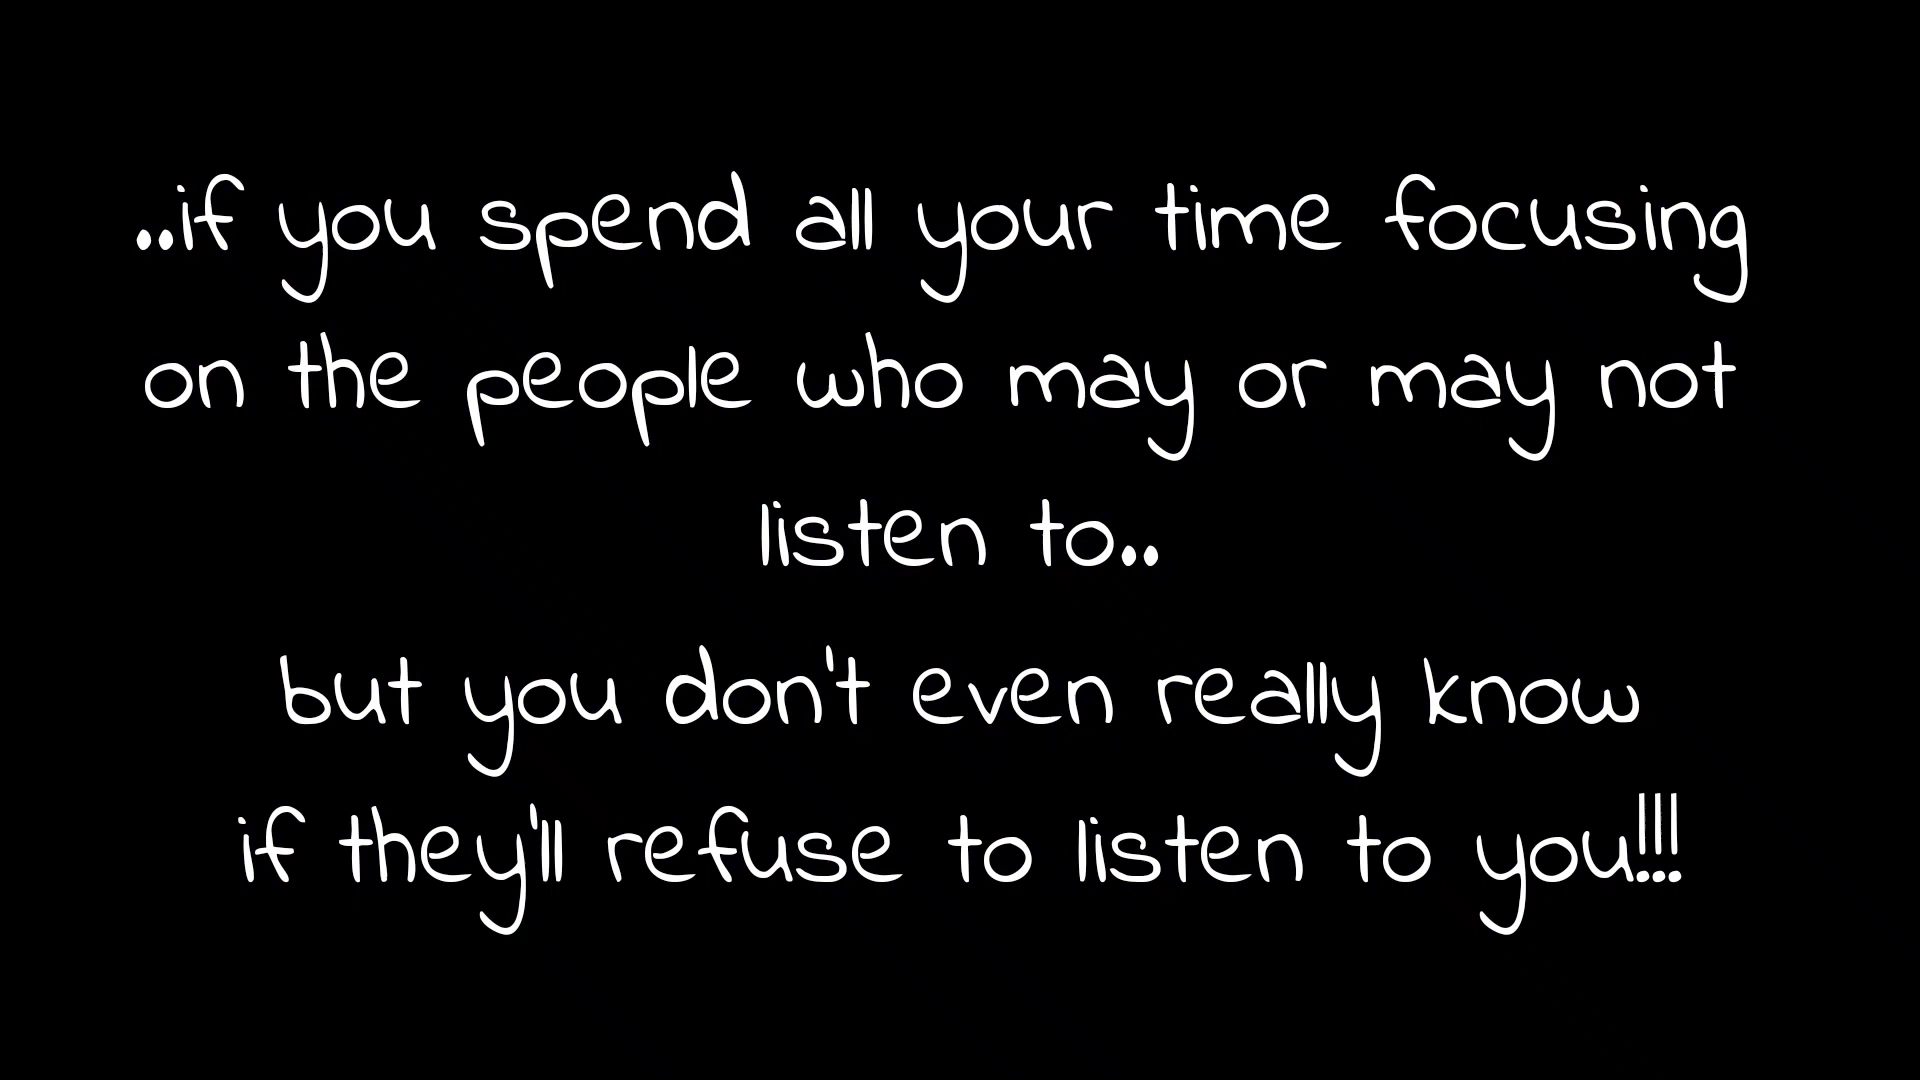 ..if you spend all your time focusing
on the people who may or may not
listen to..
but you don't even really know
if they'll refuse to listen to you!!!